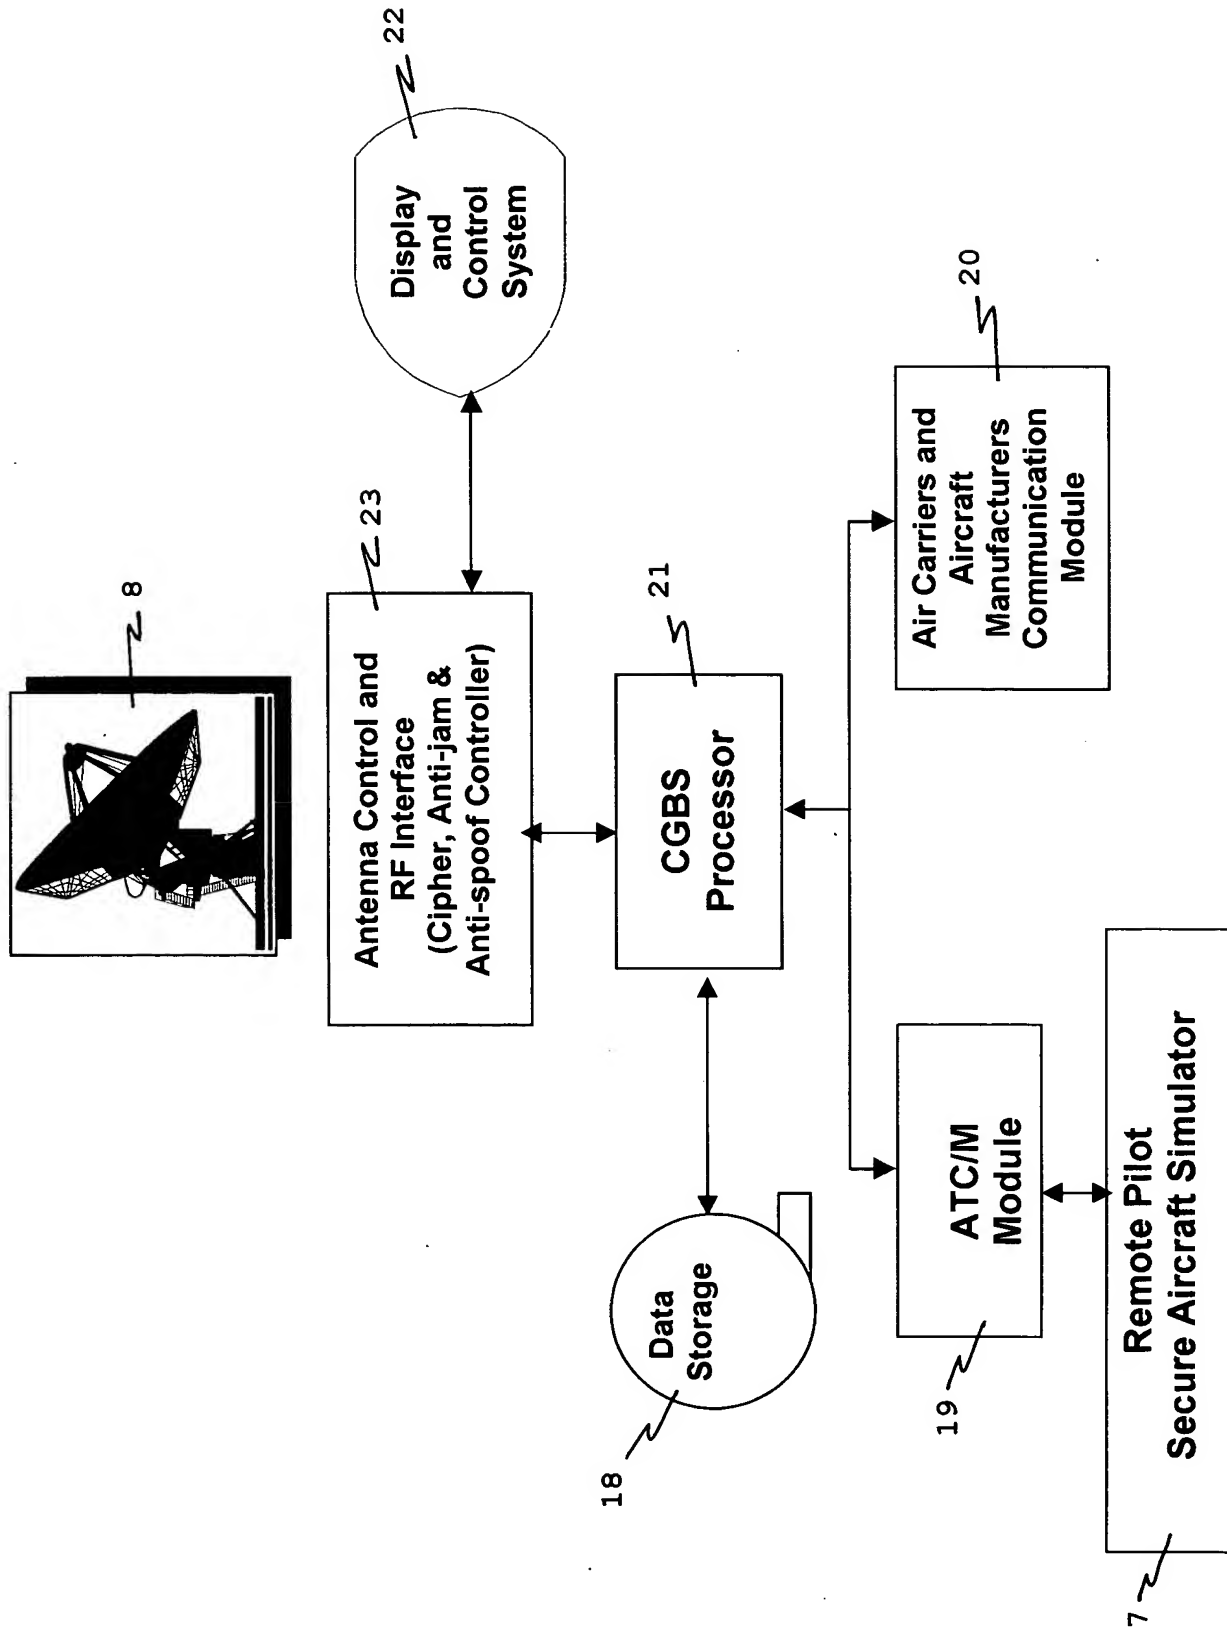 8
Antenna Control and
RF Interface
(Cipher, Anti-jam &
Anti-spoof Controller)
23
Display
and
Control
System
22
Data
Storage
18
CGBS
Processor
21
ATC/M
Module
19
Air Carriers and
Aircraft
Manufacturers
Communication
Module
20
Remote Pilot
Secure Aircraft Simulator
7